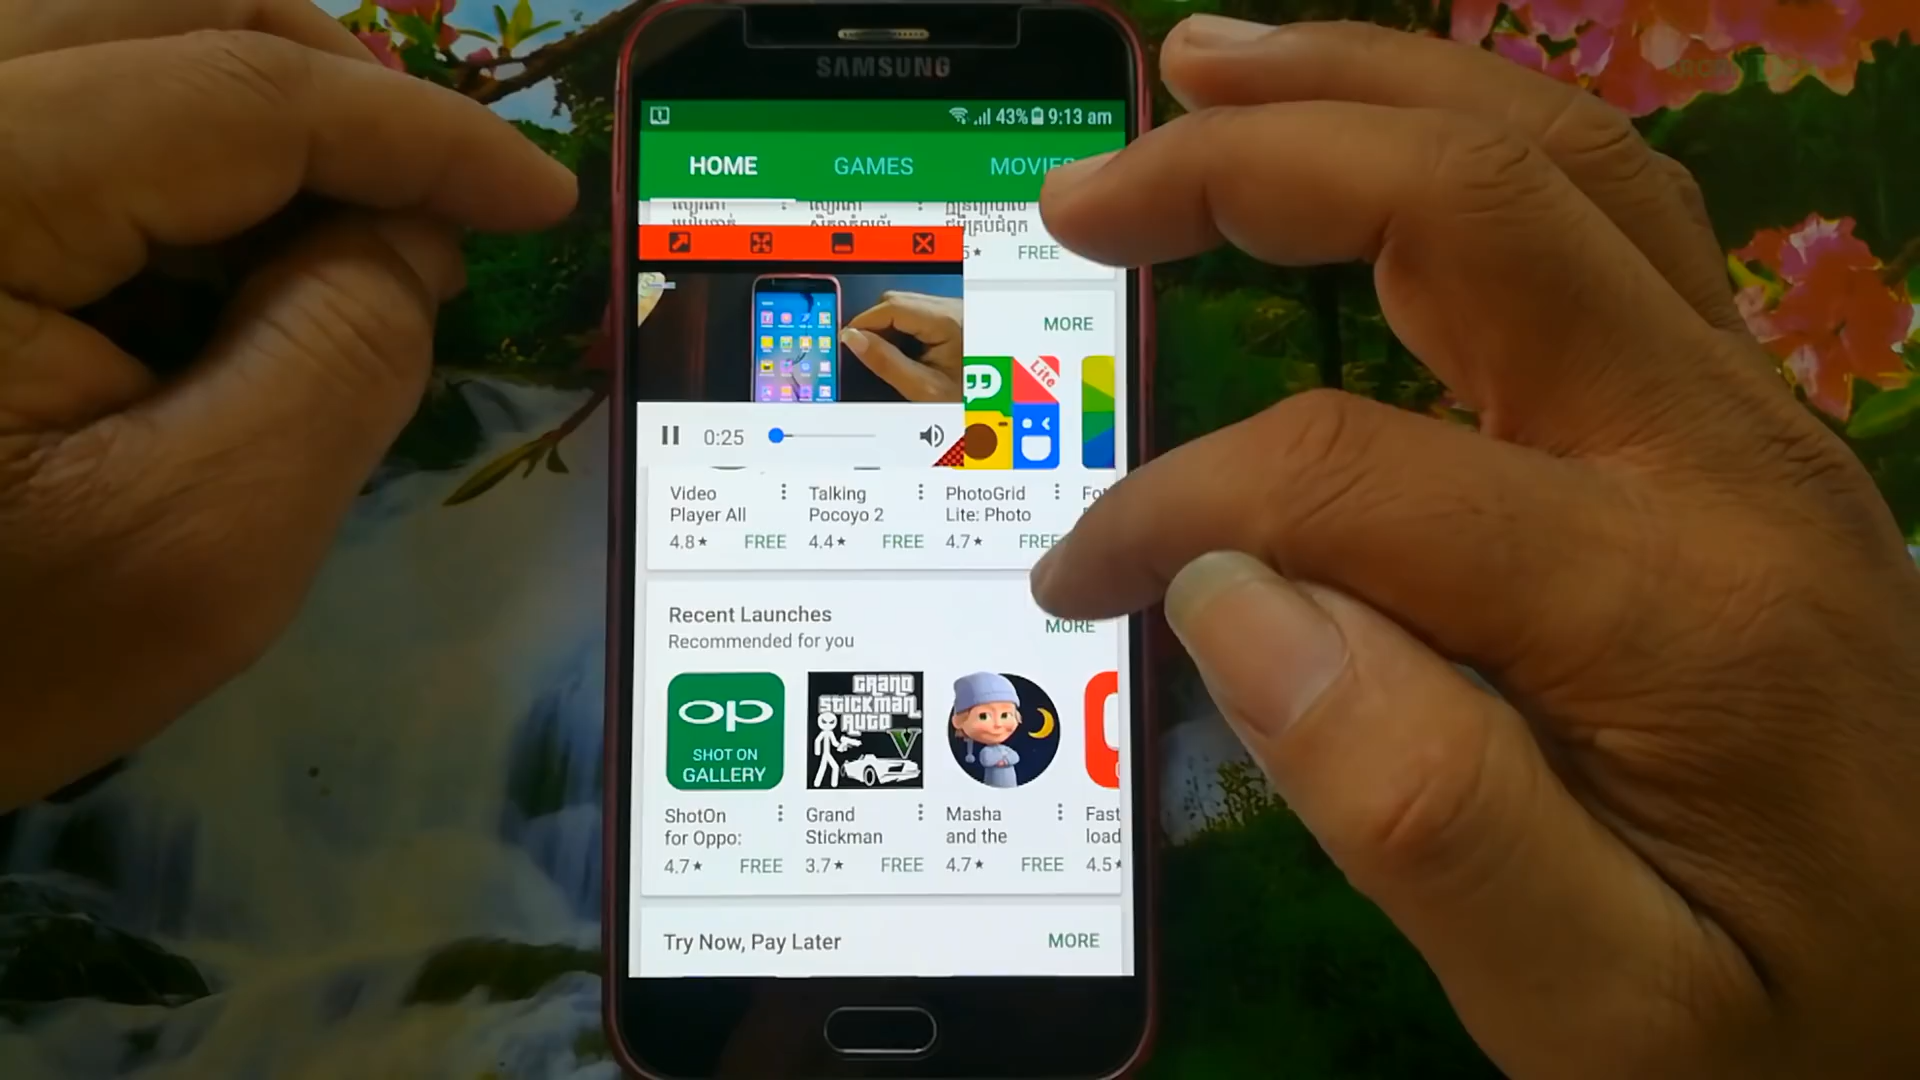 SAMSUNG
43% 9:13 am
HOME GAMES MOVIES
5★ FREE
MORE
Lite
0:25
Video Player All
4.8★ FREE
Talking Pocoyo 2
4.4★ FREE
PhotoGrid Lite: Photo
4.7★ FREE
Recent Launches
Recommended for you
MORE
OP
SHOT ON
GALLERY
GRAND
STICKMAN
AUTO
V
ShotOn
for Oppo:
4.7★ FREE
Grand
Stickman
3.7★ FREE
Masha
and the
4.7★ FREE
Fast
load
4.5★
Try Now, Pay Later
MORE